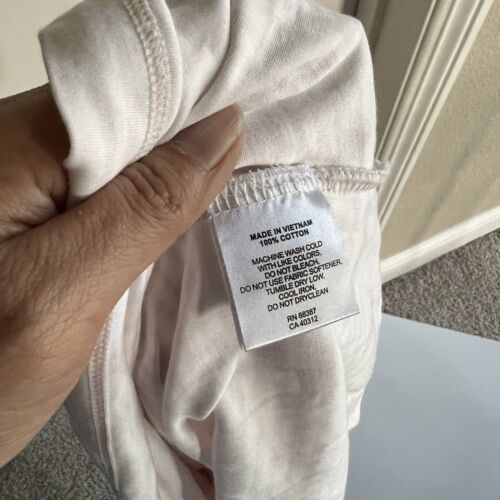 MADE IN VIETNAM
100% COTTON
MACHINE WASH COLD
WITH LIKE COLORS.
DO NOT BLEACH.
DO NOT USE FABRIC SOFTENER.
TUMBLE DRY LOW.
COOL IRON.
DO NOT DRYCLEAN
RN 88387
CA 40312